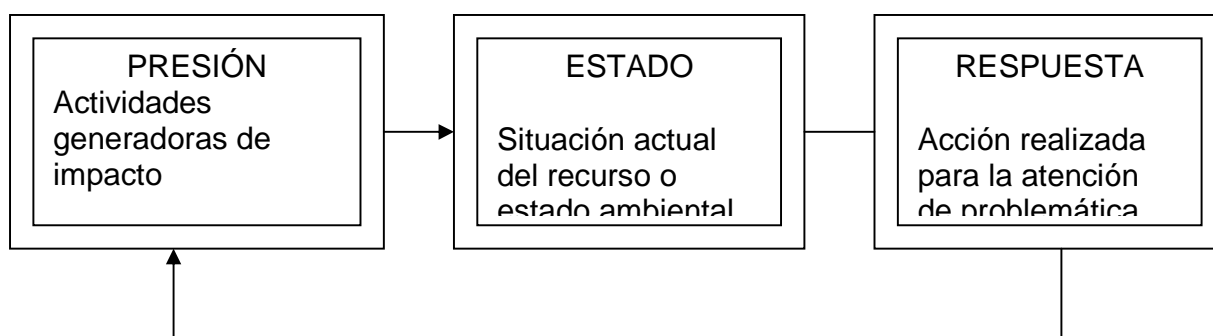 PRESIÓN
Actividades
generadoras de
impacto
ESTADO
Situación actual
del recurso o
estado ambiental
RESPUESTA
Acción realizada
para la atención
de problemática